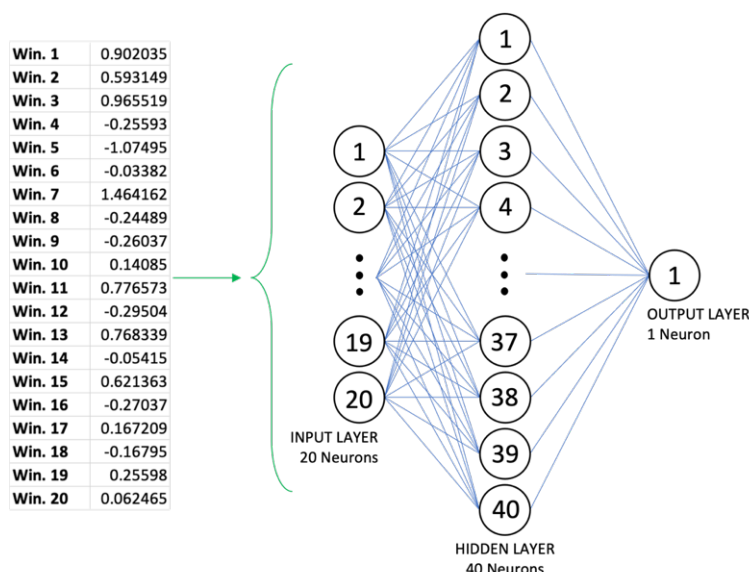 Win. 1 0.902035
Win. 2 0.593149
Win. 3 0.965519
Win. 4 -0.25593
Win. 5 -1.07495
Win. 6 -0.03382
Win. 7 1.464162
Win. 8 -0.24489
Win. 9 -0.26037
Win. 10 0.14085
Win. 11 0.776573
Win. 12 -0.29504
Win. 13 0.768339
Win. 14 -0.05415
Win. 15 0.621363
Win. 16 -0.27037
Win. 17 0.167209
Win. 18 -0.16795
Win. 19 0.25598
Win. 20 0.062465
1
2
19
20
INPUT LAYER
20 Neurons
1
2
3
4
37
38
39
40
HIDDEN LAYER
40 Neurons
1
OUTPUT LAYER
1 Neuron